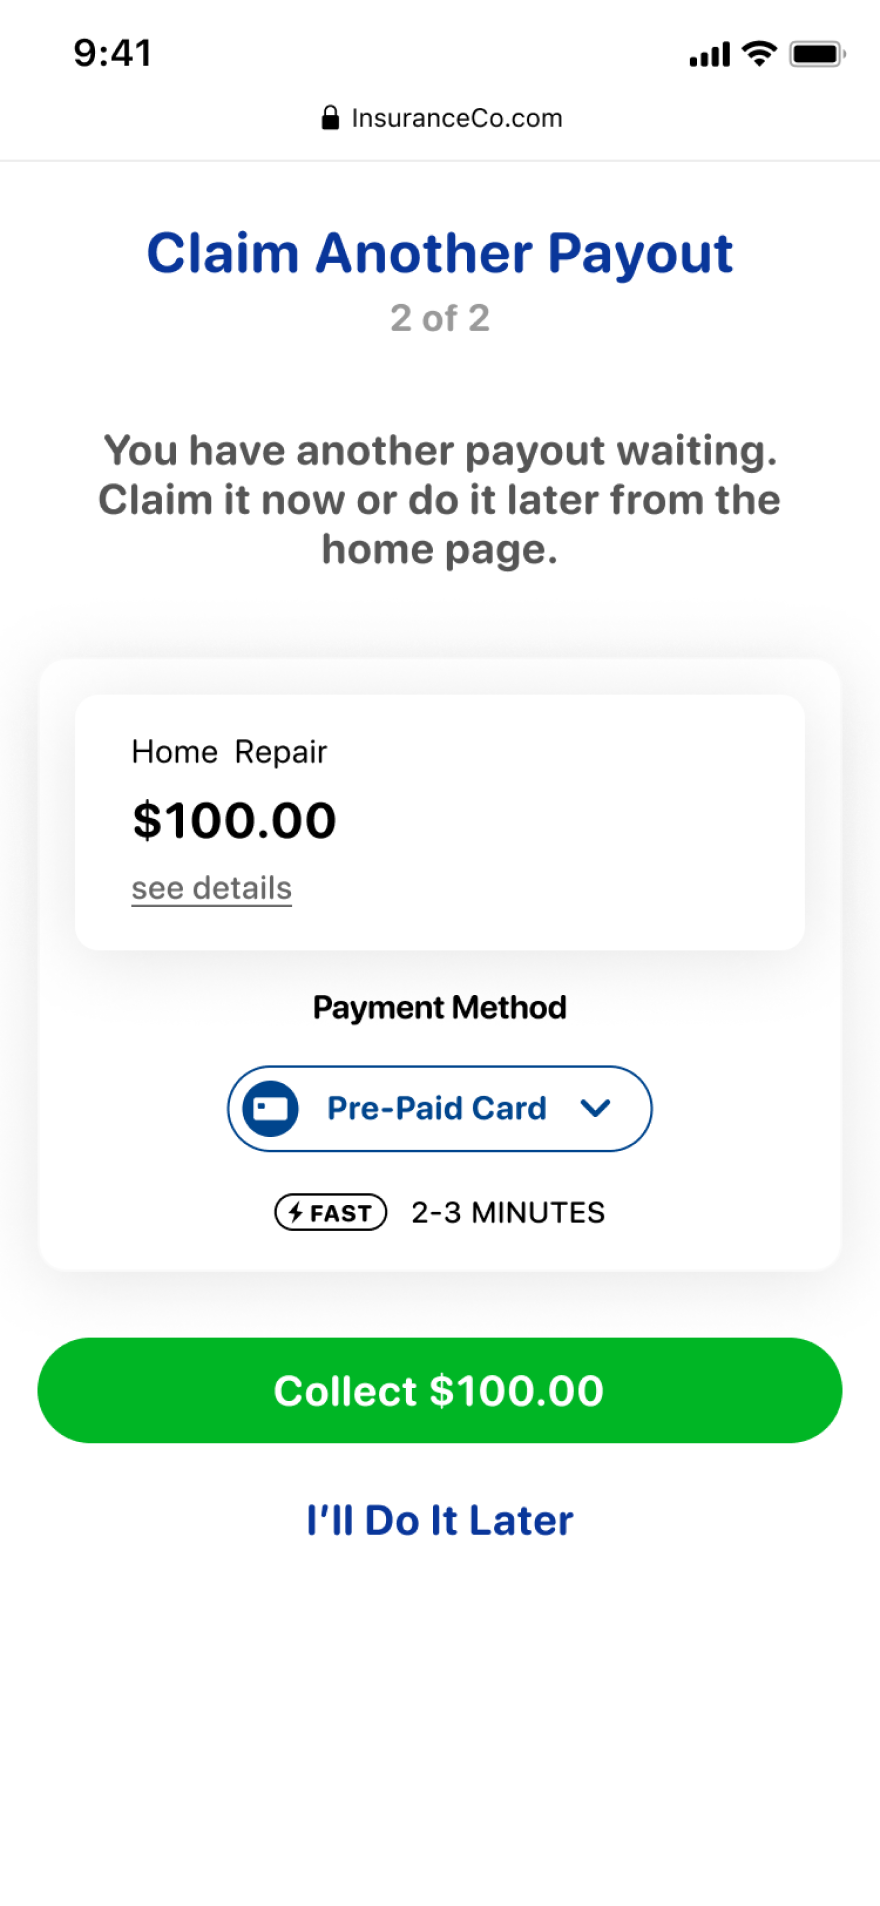 9:41
InsuranceCo.com
Claim Another Payout
2 of 2
You have another payout waiting.
Claim it now or do it later from the
home page.
Home  Repair
$100.00
see details
Payment Method
Pre-Paid Card
FAST 2-3 MINUTES
Collect $100.00
I’ll Do It Later